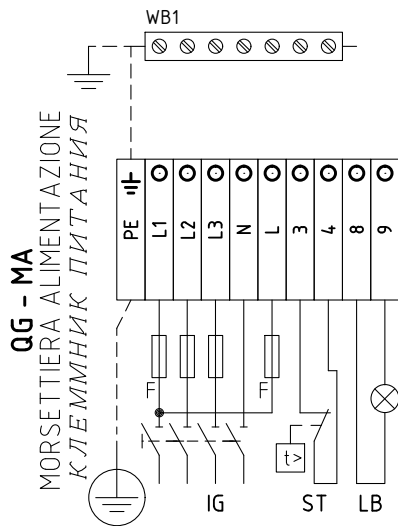 WB1
QG - MA
MORSETTIERA ALIMENTAZIONE
КЛЕММНИК ПИТАНИЯ
PE L1 L2 L3 N L 3 4 8 9
F F
t>
IG ST LB